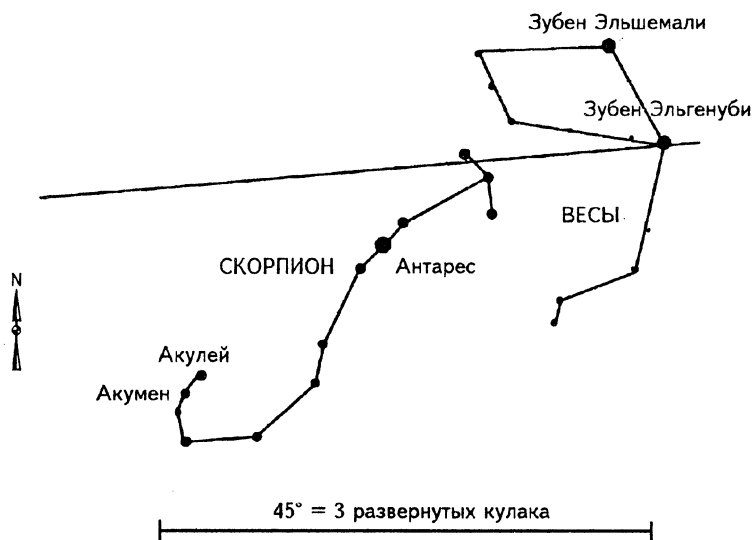 Зубен Эльшемали
Зубен Эльгенуби
ВЕСЫ
СКОРПИОН
Антарес
N
Акулей
Акумен
45° = 3 развернутых кулака